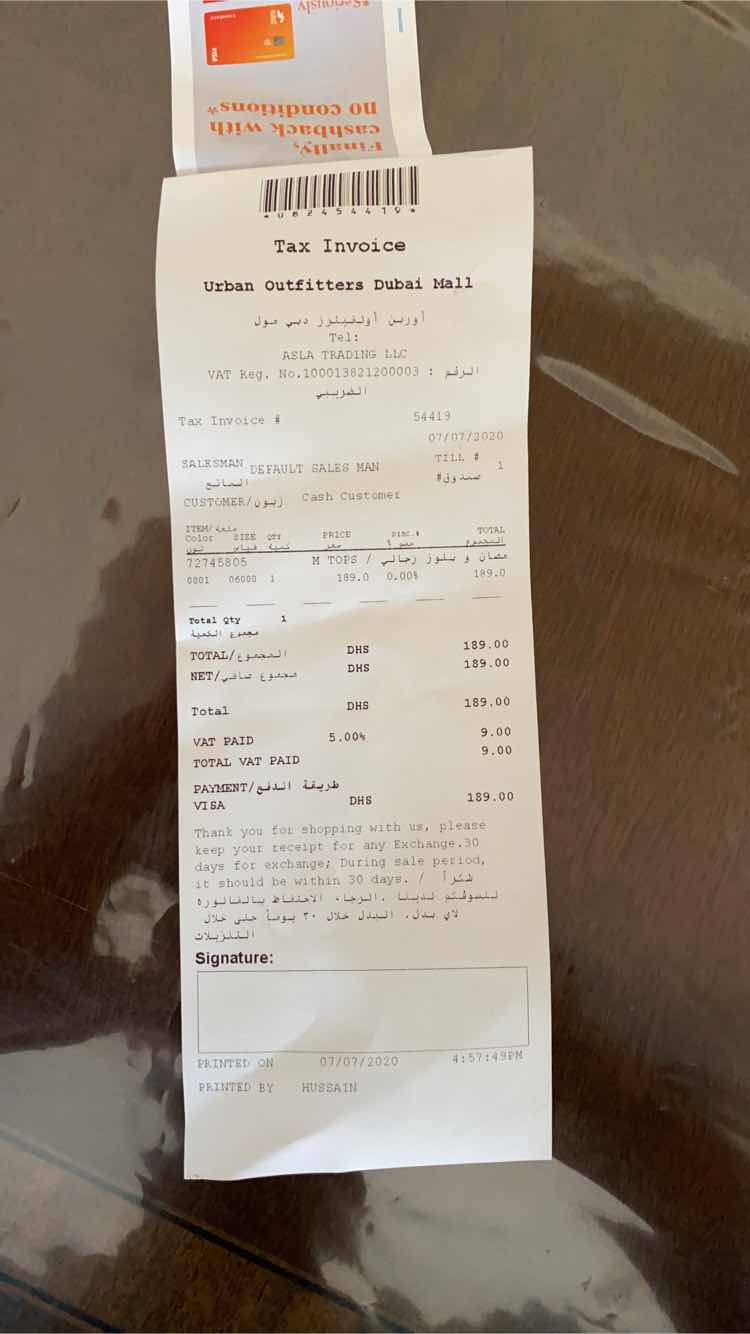 *Seriously
VISA
Finally,
cashback with
no conditions*
*082454419*
Tax Invoice
Urban Outfitters Dubai Mall
أوربن أوتفيترز دبي مول
Tel:
ASLA TRADING LLC
VAT Reg. No.100013821200003 : الرقم
الضريبي
Tax Invoice # 54419
07/07/2020
SALESMAN DEFAULT SALES MAN TILL # 1
البائع صندوق#
CUSTOMER/زبون Cash Customer
ITEM/
Color SIZE QTY PRICE DISC.% TOTAL
لون قياس كمية سعر المجموع
72745805 M TOPS / قمصان و بلوز رجالي
0001 06000 1 189.0 0.00% 189.0
Total Qty 1
مجموع الكمية
TOTAL/المجموع DHS 189.00
NET/مجموع صافي DHS 189.00
Total DHS 189.00
VAT PAID 5.00% 9.00
TOTAL VAT PAID 9.00
PAYMENT/طريقة الدفع
VISA DHS 189.00
Thank you for shopping with us, please
keep your receipt for any Exchange.30
days for exchange; During sale period,
it should be within 30 days. / شكراً
لتسوقكم لدينا .الرجاء الاحتفاظ بالفاتورة
لاي بدل. البدل خلال ٣٠ يوماً حتى خلال
التنزيلات
Signature:
PRINTED ON 07/07/2020 4:57:49PM
PRINTED BY HUSSAIN